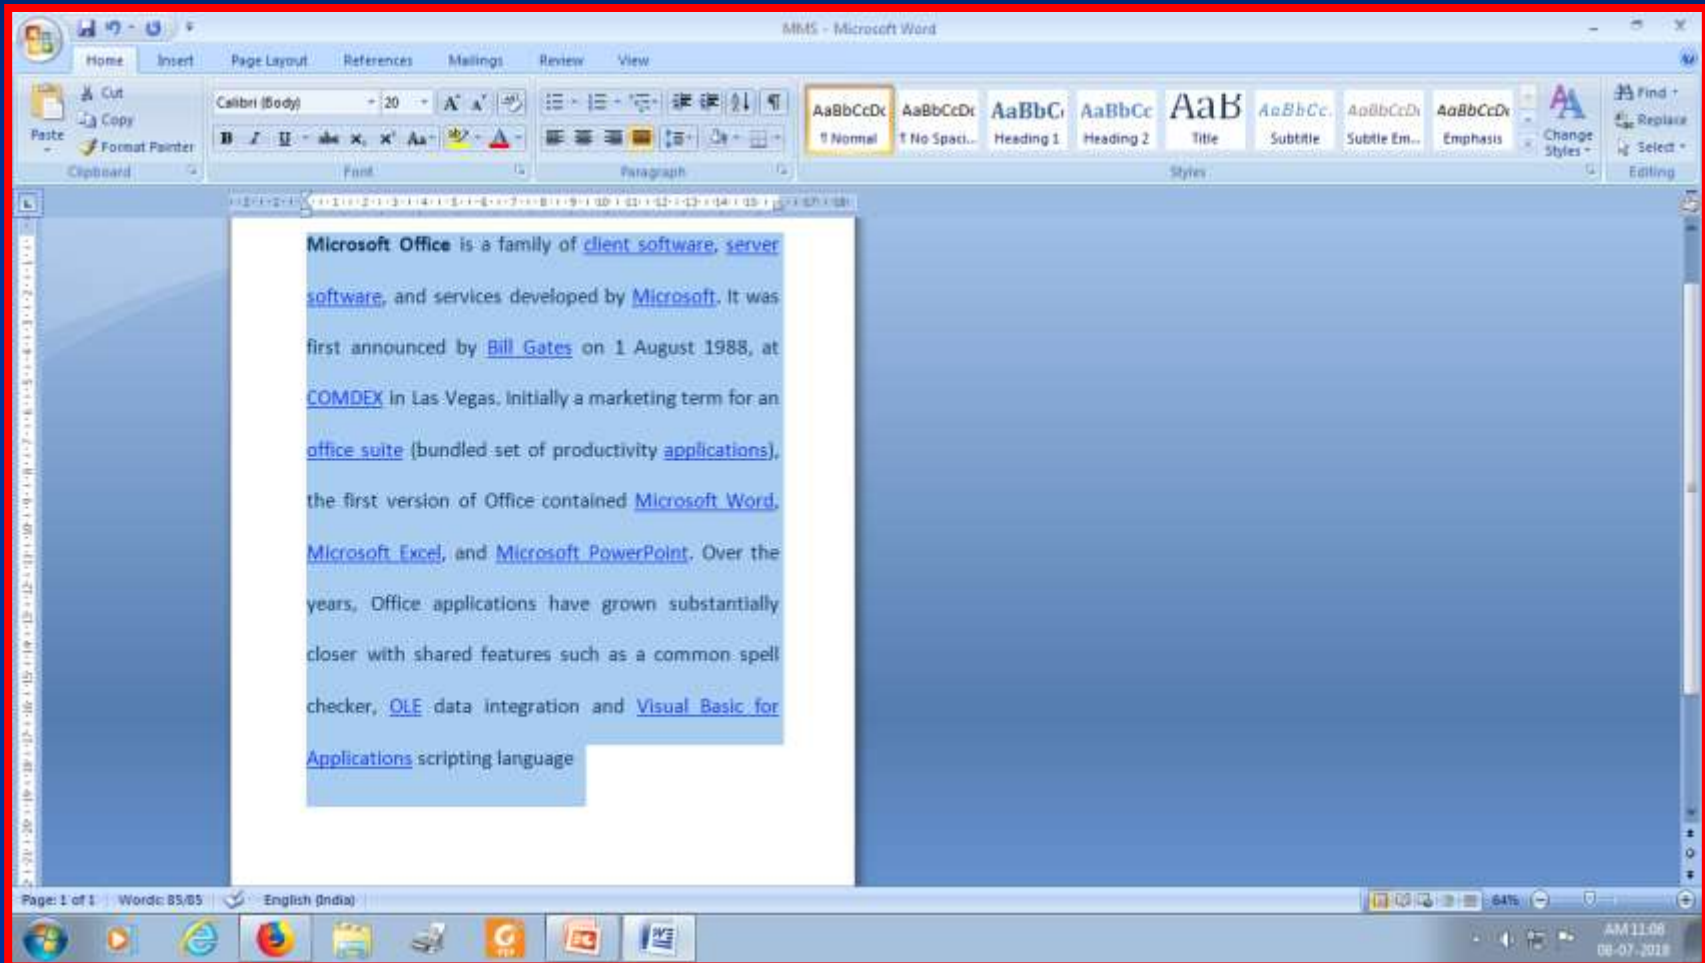 MMS - Microsoft Word
Home Insert Page Layout References Mailings Review View
Paste
Cut
Copy
Format Painter
Clipboard
Calibri (Body) 20
Font
Paragraph
AaBbCcDc AaBbCcDc AaBbC AaBbCc AaB AaBbCc. AaBbCcDc AaBbCcDc
¶ Normal ¶ No Spaci... Heading 1 Heading 2 Title Subtitle Subtle Em... Emphasis
Change Styles
Styles
Find
Replace
Select
Editing
Microsoft Office is a family of client software, server
software, and services developed by Microsoft. It was
first announced by Bill Gates on 1 August 1988, at
COMDEX in Las Vegas. Initially a marketing term for an
office suite (bundled set of productivity applications),
the first version of Office contained Microsoft Word,
Microsoft Excel, and Microsoft PowerPoint. Over the
years, Office applications have grown substantially
closer with shared features such as a common spell
checker, OLE data integration and Visual Basic for
Applications scripting language
Page: 1 of 1 Words: 85/85 English (India) 64%
AM 11:08
08-07-2018